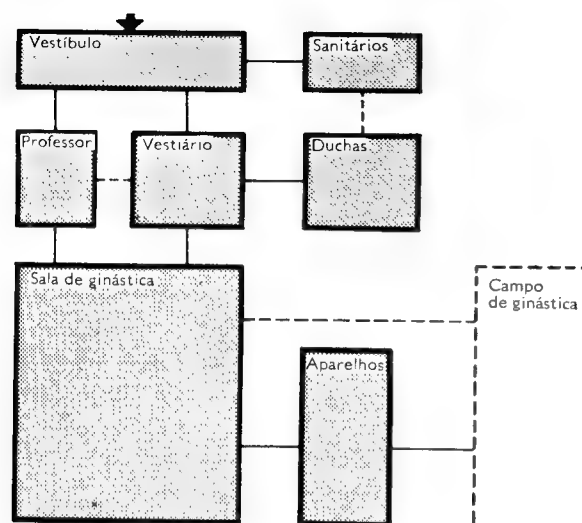 Vestíbulo
Sanitários
Professor
Vestiário
Duchas
Sala de ginástica
Campo
de ginástica
Aparelhos